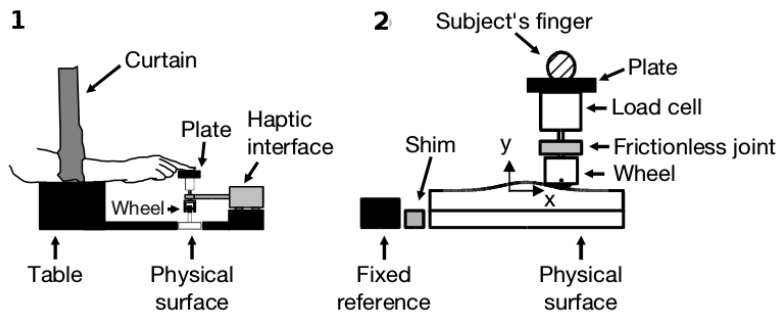 1
Curtain
Plate
Haptic
interface
Wheel
Table
Physical
surface
2
Subject's finger
Plate
Load cell
Frictionless joint
Wheel
Shim
y
x
Fixed
reference
Physical
surface